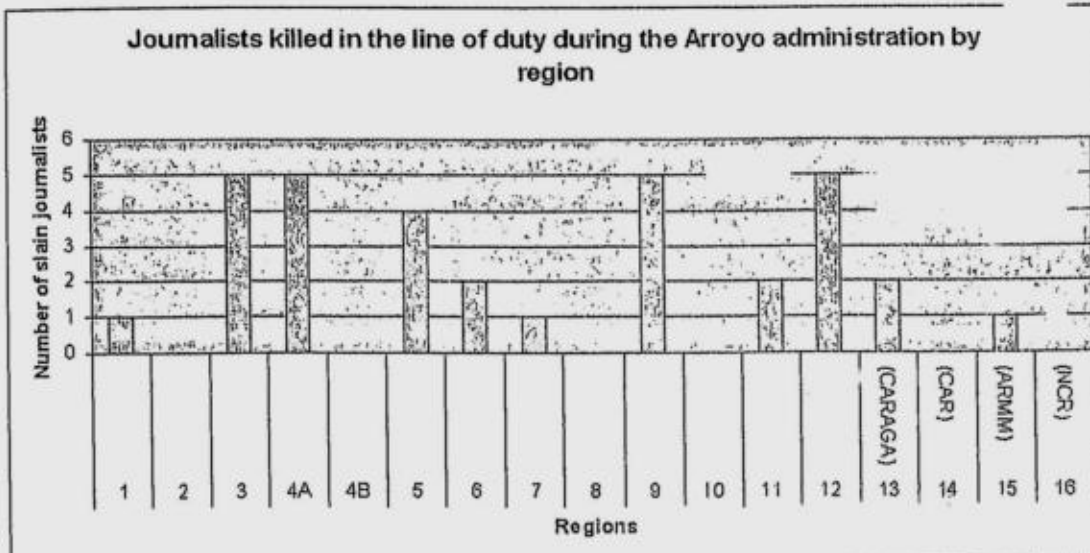 Journalists killed in the line of duty during the Arroyo administration by
region
Number of slain journalists
6
5
4
3
2
1
0
(CARAGA) (CAR) (ARMM) (NCR)
1 2 3 4A 4B 5 6 7 8 9 10 11 12 13 14 15 16
Regions